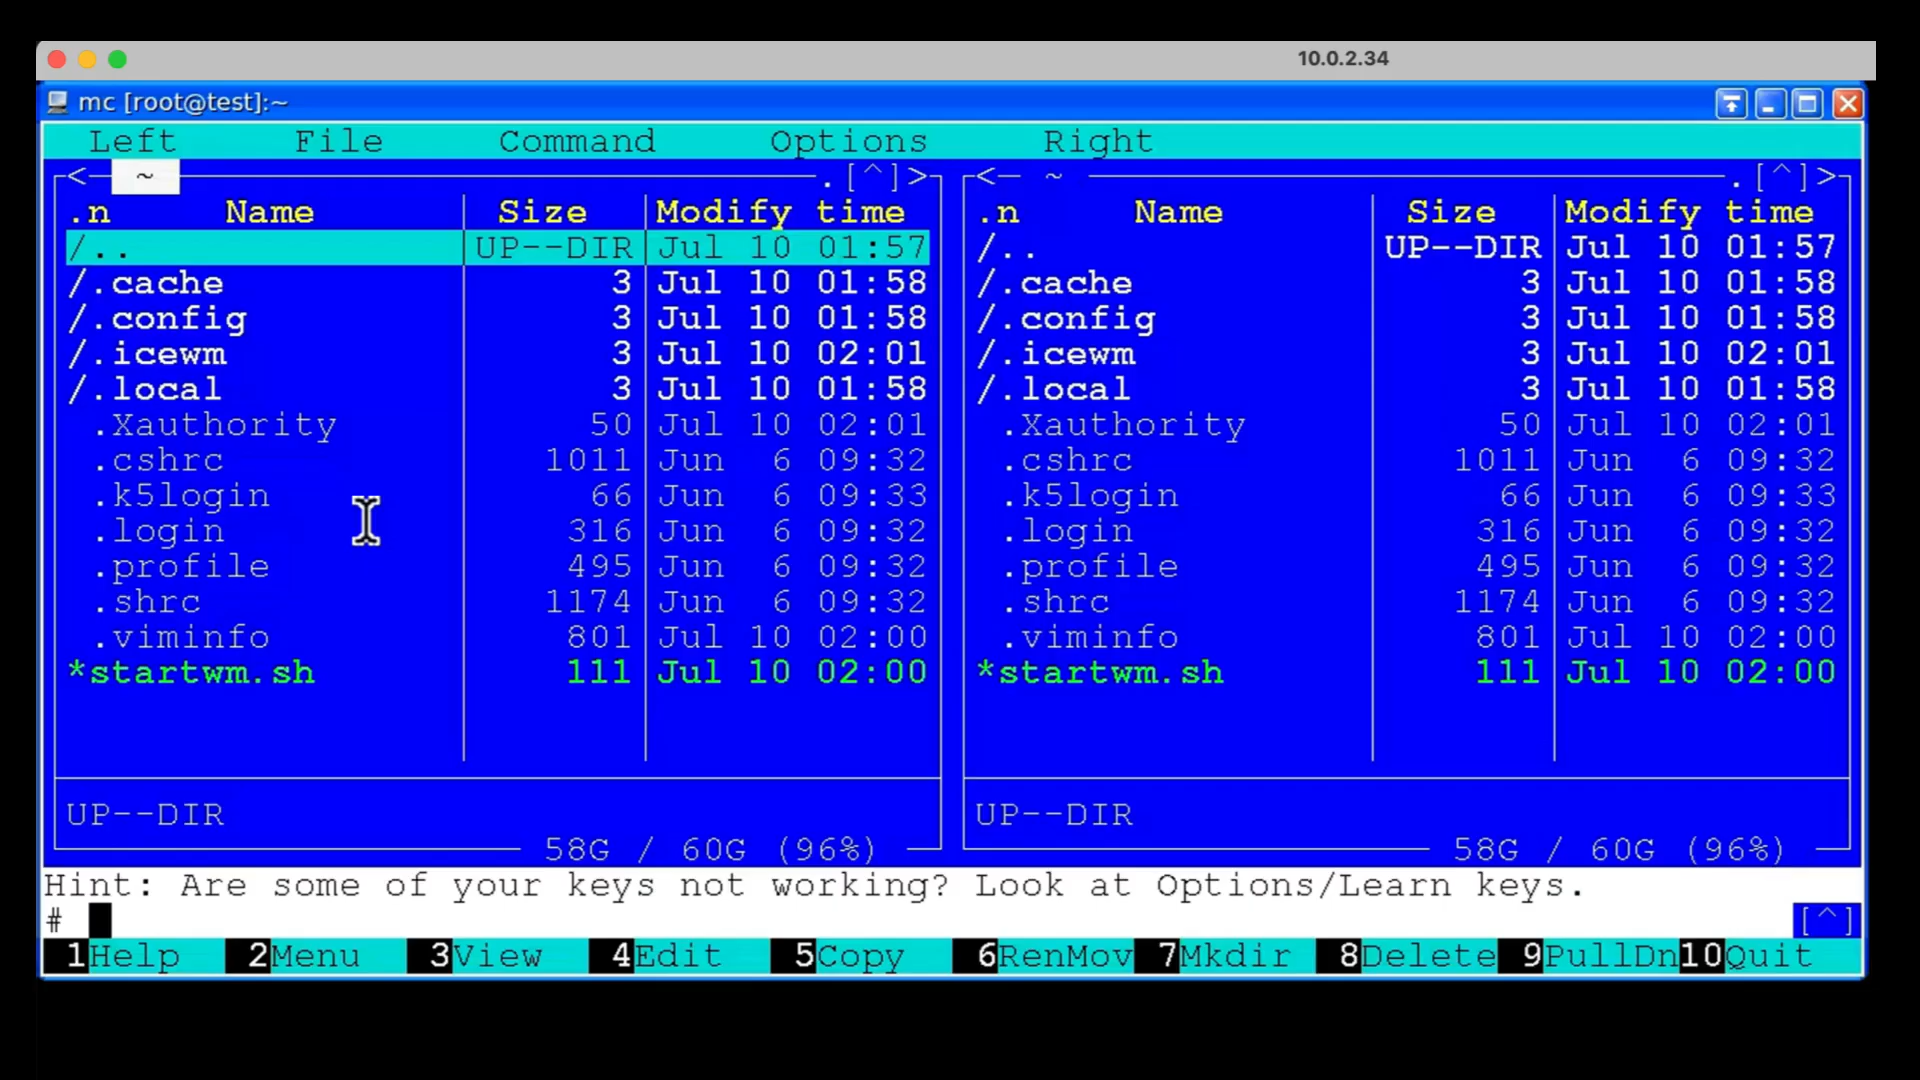 10.0.2.34
mc [root@test]:~
Left File Command Options Right
<─ ~ .[^]> <─ ~ .[^]>
.n Name Size Modify time .n Name Size Modify time
/.. UP--DIR Jul 10 01:57 /.. UP--DIR Jul 10 01:57
/.cache 3 Jul 10 01:58 /.cache 3 Jul 10 01:58
/.config 3 Jul 10 01:58 /.config 3 Jul 10 01:58
/.icewm 3 Jul 10 02:01 /.icewm 3 Jul 10 02:01
/.local 3 Jul 10 01:58 /.local 3 Jul 10 01:58
.Xauthority 50 Jul 10 02:01 .Xauthority 50 Jul 10 02:01
.cshrc 1011 Jun 6 09:32 .cshrc 1011 Jun 6 09:32
.k5login 66 Jun 6 09:33 .k5login 66 Jun 6 09:33
.login 316 Jun 6 09:32 .login 316 Jun 6 09:32
.profile 495 Jun 6 09:32 .profile 495 Jun 6 09:32
.shrc 1174 Jun 6 09:32 .shrc 1174 Jun 6 09:32
.viminfo 801 Jul 10 02:00 .viminfo 801 Jul 10 02:00
*startwm.sh 111 Jul 10 02:00 *startwm.sh 111 Jul 10 02:00
UP--DIR UP--DIR
58G / 60G (96%) 58G / 60G (96%)
Hint: Are some of your keys not working? Look at Options/Learn keys.
# [^]
1Help 2Menu 3View 4Edit 5Copy 6RenMov 7Mkdir 8Delete 9PullDn 10Quit